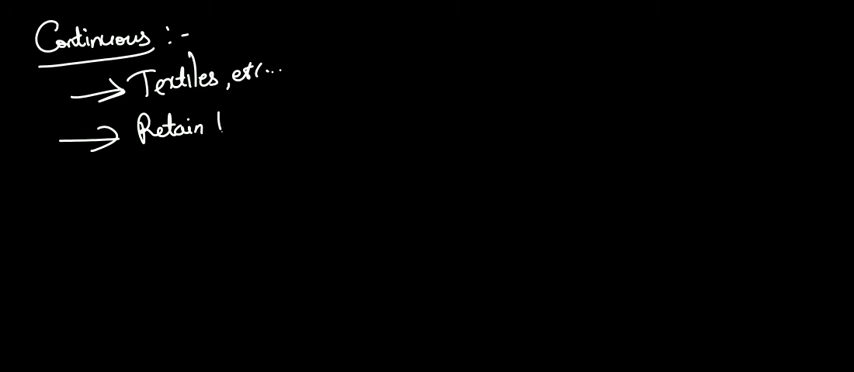 Continuous :-
→ Textiles, etc...
→ Retain